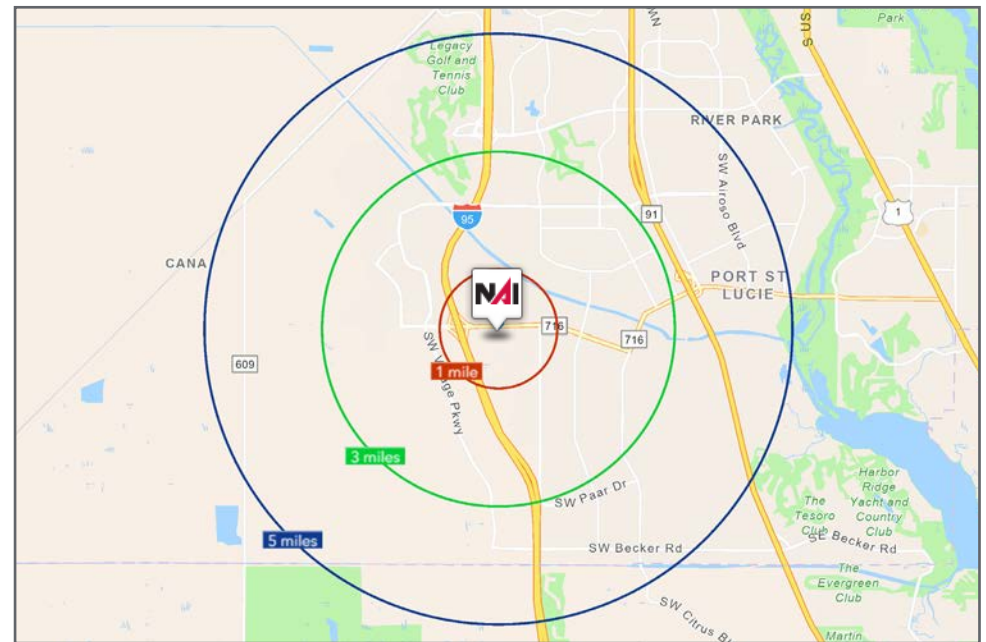 Park
S US
Legacy
Golf and
Tennis
Club
RIVER PARK
SW Airoso Blvd
95
91
1
CANA
PORT ST
LUCIE
NAI
716
716
609
1 mile
SW Village Pkwy
3 miles
SW Paar Dr
Harbor
Ridge
Yacht and
Country
Club
The
Tesoro
Club
5 miles
SW Becker Rd
SE Becker Rd
The
Evergreen
Club
SW Citrus B
Martin